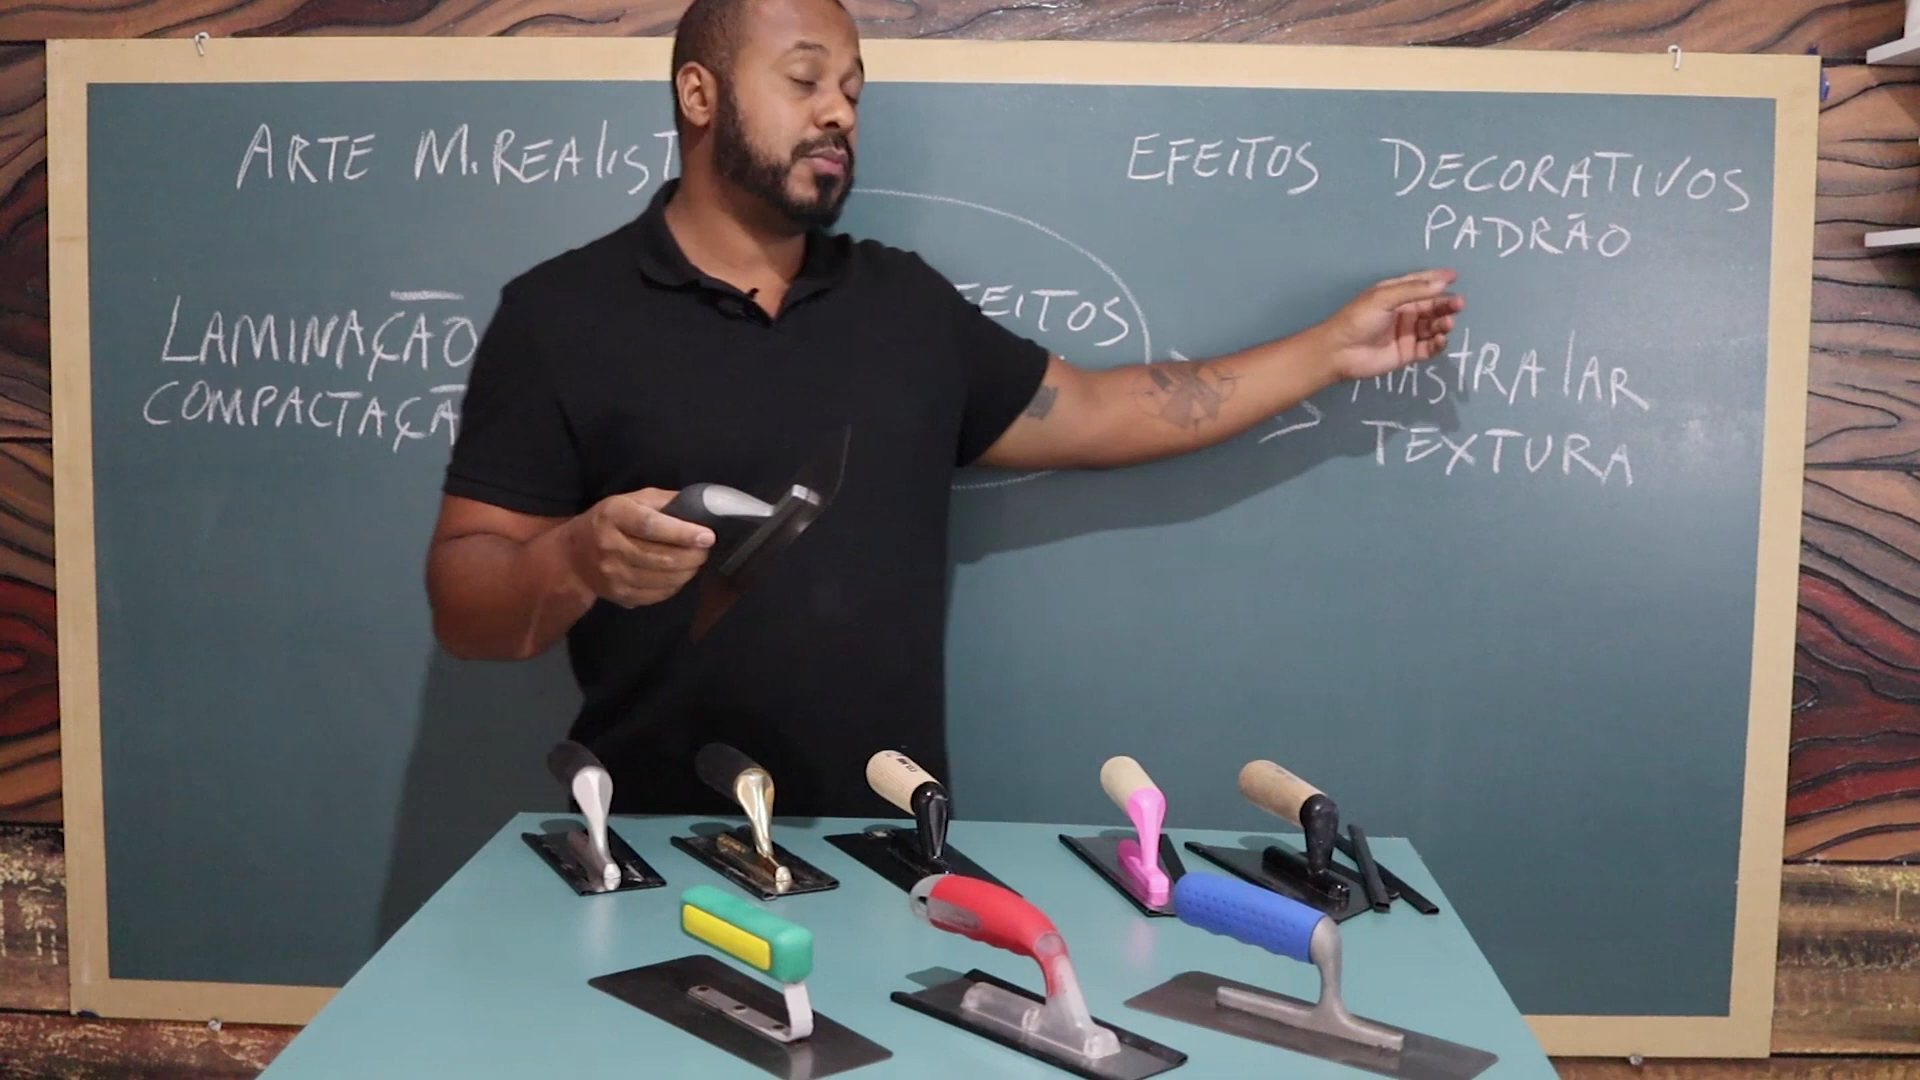 ARTE M.REALIST
EFEITOS DECORATIVOS
PADRÃO
LAMINAÇÃO
COMPACTAÇÃ
EFEITOS
TEXTURA